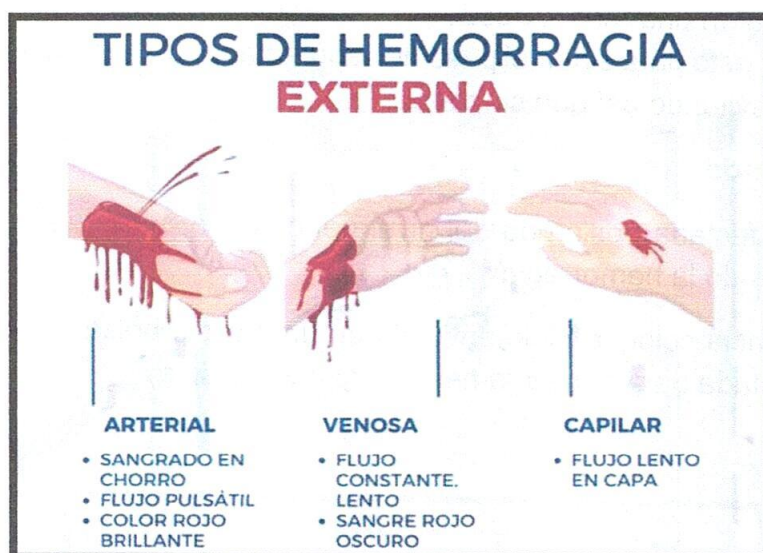 TIPOS DE HEMORRAGIA
EXTERNA
ARTERIAL
• SANGRADO EN
CHORRO
• FLUJO PULSÁTIL
• COLOR ROJO
BRILLANTE
VENOSA
• FLUJO
CONSTANTE.
LENTO
• SANGRE ROJO
OSCURO
CAPILAR
• FLUJO LENTO
EN CAPA